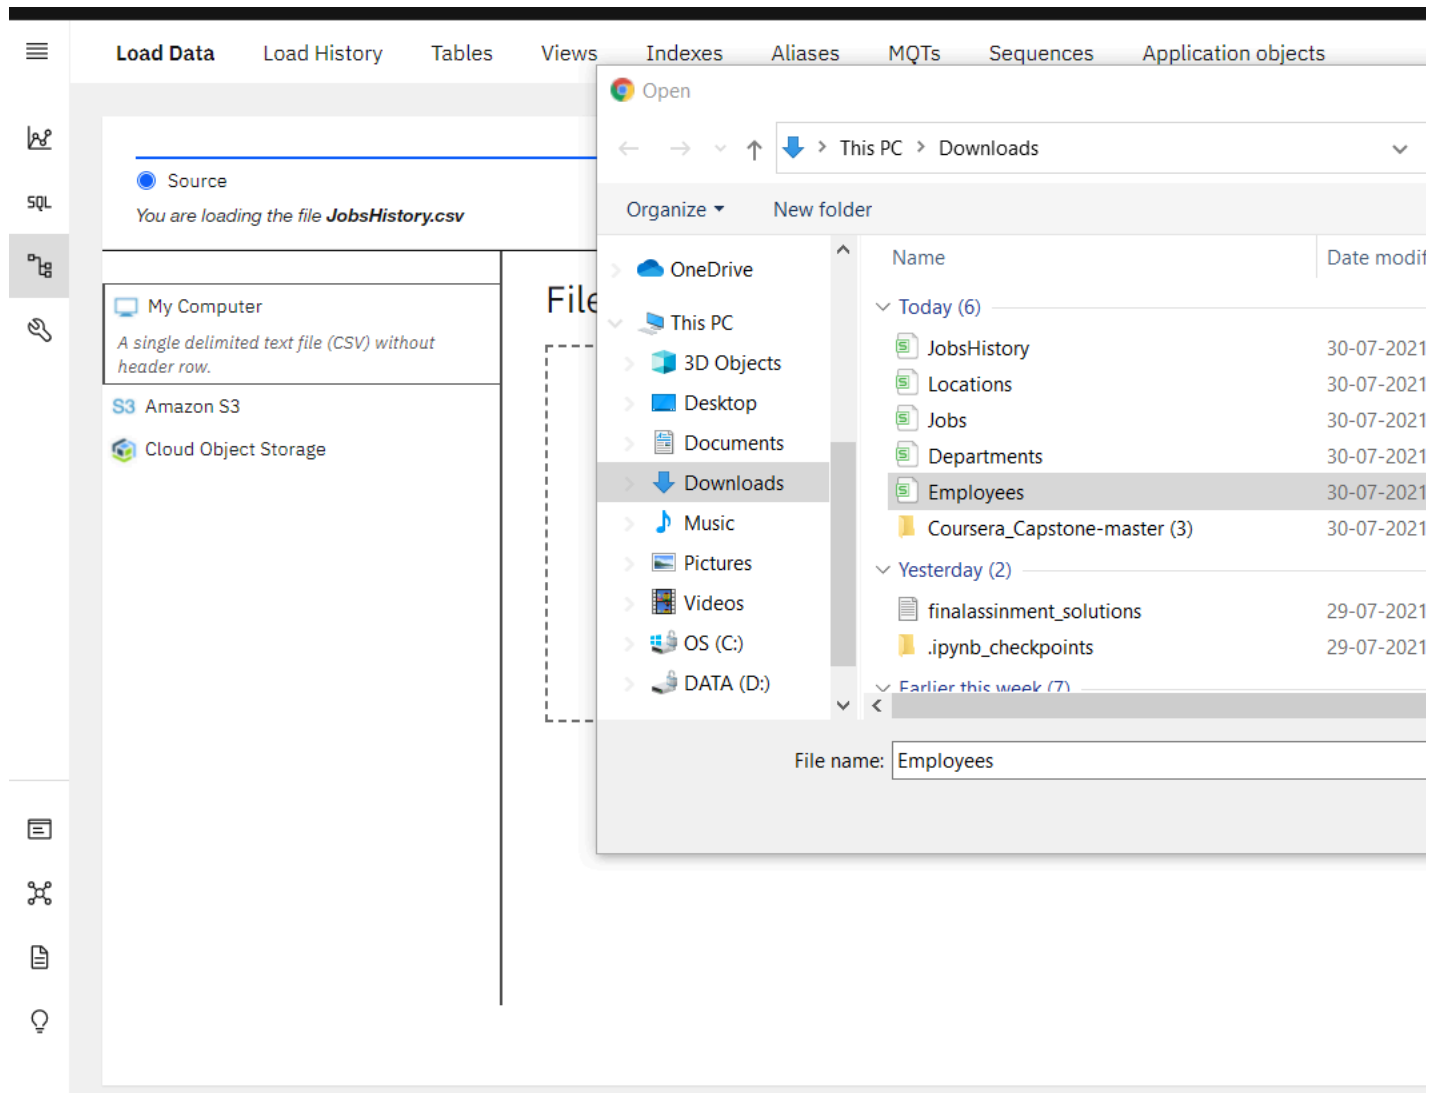 Load Data Load History Tables Views Indexes Aliases MQTs Sequences Application objects
Open
This PC > Downloads
Source
You are loading the file JobsHistory.csv
SQL
Organize New folder
Name Date modif
OneDrive
This PC
3D Objects
Desktop
Documents
Downloads
Music
Pictures
Videos
OS (C:)
DATA (D:)
Today (6)
JobsHistory 30-07-2021
Locations 30-07-2021
Jobs 30-07-2021
Departments 30-07-2021
Employees 30-07-2021
Coursera_Capstone-master (3) 30-07-2021
Yesterday (2)
finalassinment_solutions 29-07-2021
.ipynb_checkpoints 29-07-2021
Earlier this week (7)
File name: Employees
My Computer
A single delimited text file (CSV) without
header row.
S3 Amazon S3
Cloud Object Storage
File